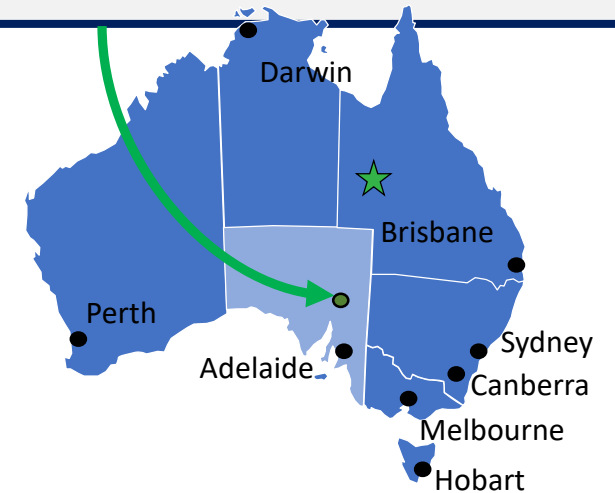 Darwin
Brisbane
Perth
Sydney
Adelaide
Canberra
Melbourne
Hobart